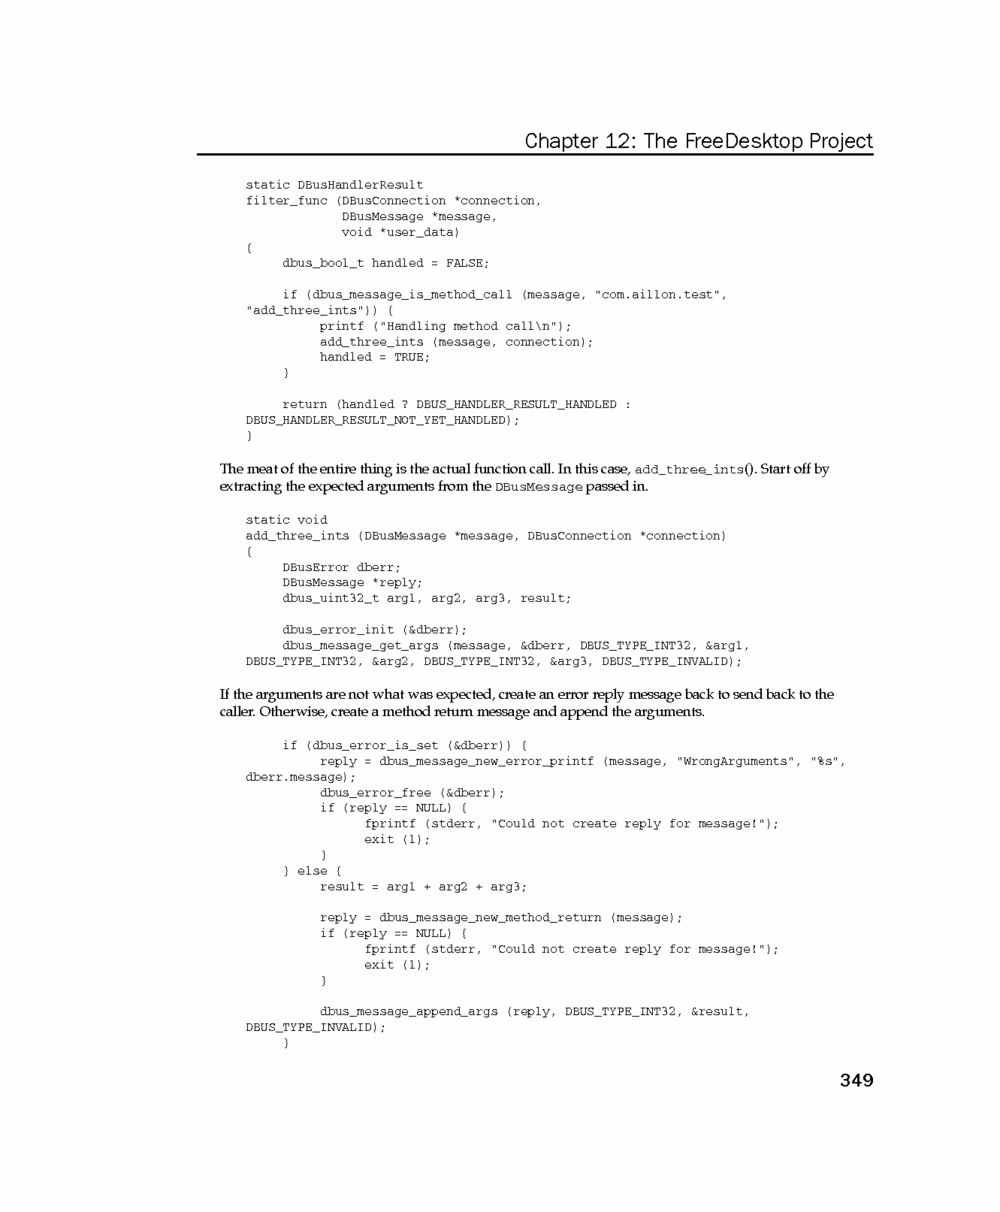 Chapter 12: The FreeDesktop Project
static DBusHandlerResult
filter_func (DBusConnection *connection,
             DBusMessage *message,
             void *user_data)
{
     dbus_bool_t handled = FALSE;

     if (dbus_message_is_method_call (message, "com.aillon.test",
"add_three_ints")) {
          printf ("Handling method call\n");
          add_three_ints (message, connection);
          handled = TRUE;
     }

     return (handled ? DBUS_HANDLER_RESULT_HANDLED :
DBUS_HANDLER_RESULT_NOT_YET_HANDLED);
}
The meat of the entire thing is the actual function call. In this case, add_three_ints(). Start off by
extracting the expected arguments from the DBusMessage passed in.
static void
add_three_ints (DBusMessage *message, DBusConnection *connection)
{
     DBusError dberr;
     DBusMessage *reply;
     dbus_uint32_t arg1, arg2, arg3, result;

     dbus_error_init (&dberr);
     dbus_message_get_args (message, &dberr, DBUS_TYPE_INT32, &arg1,
DBUS_TYPE_INT32, &arg2, DBUS_TYPE_INT32, &arg3, DBUS_TYPE_INVALID);
If the arguments are not what was expected, create an error reply message back to send back to the
caller. Otherwise, create a method return message and append the arguments.
     if (dbus_error_is_set (&dberr)) {
          reply = dbus_message_new_error_printf (message, "WrongArguments", "%s",
dberr.message);
          dbus_error_free (&dberr);
          if (reply == NULL) {
                fprintf (stderr, "Could not create reply for message!");
                exit (1);
          }
     } else {
          result = arg1 + arg2 + arg3;

          reply = dbus_message_new_method_return (message);
          if (reply == NULL) {
                fprintf (stderr, "Could not create reply for message!");
                exit (1);
          }

          dbus_message_append_args (reply, DBUS_TYPE_INT32, &result,
DBUS_TYPE_INVALID);
     }
349